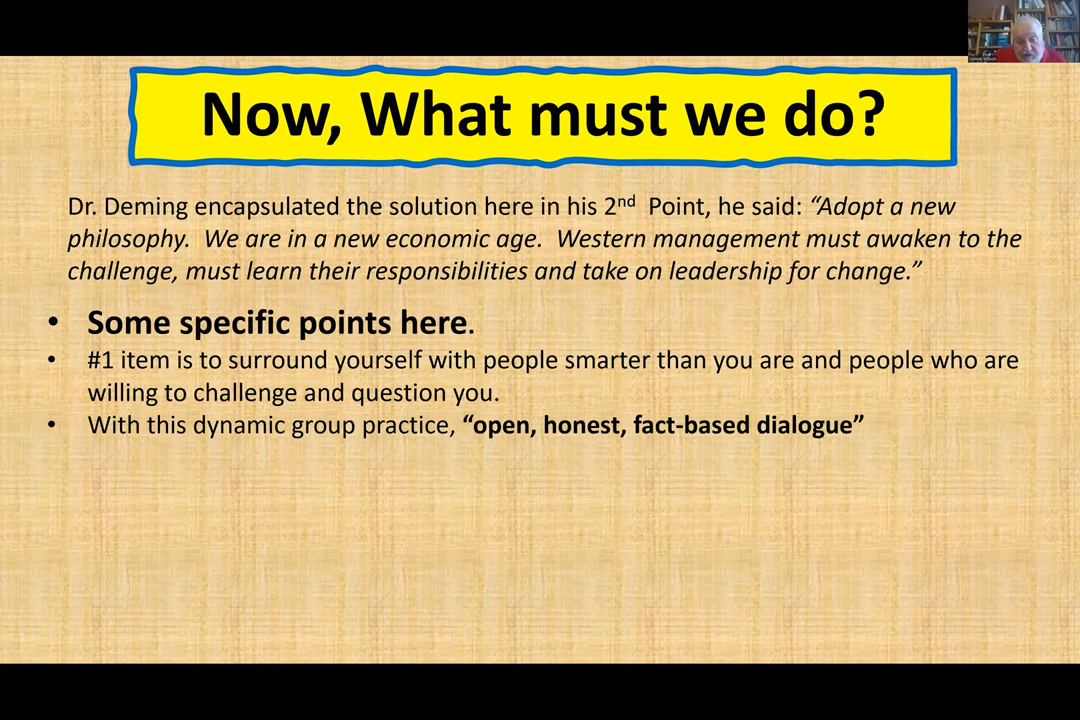 Lonnie Wilson
Now, What must we do?
Dr. Deming encapsulated the solution here in his 2nd Point, he said: “Adopt a new
philosophy. We are in a new economic age. Western management must awaken to the
challenge, must learn their responsibilities and take on leadership for change.”
• Some specific points here.
• #1 item is to surround yourself with people smarter than you are and people who are
willing to challenge and question you.
• With this dynamic group practice, “open, honest, fact-based dialogue”